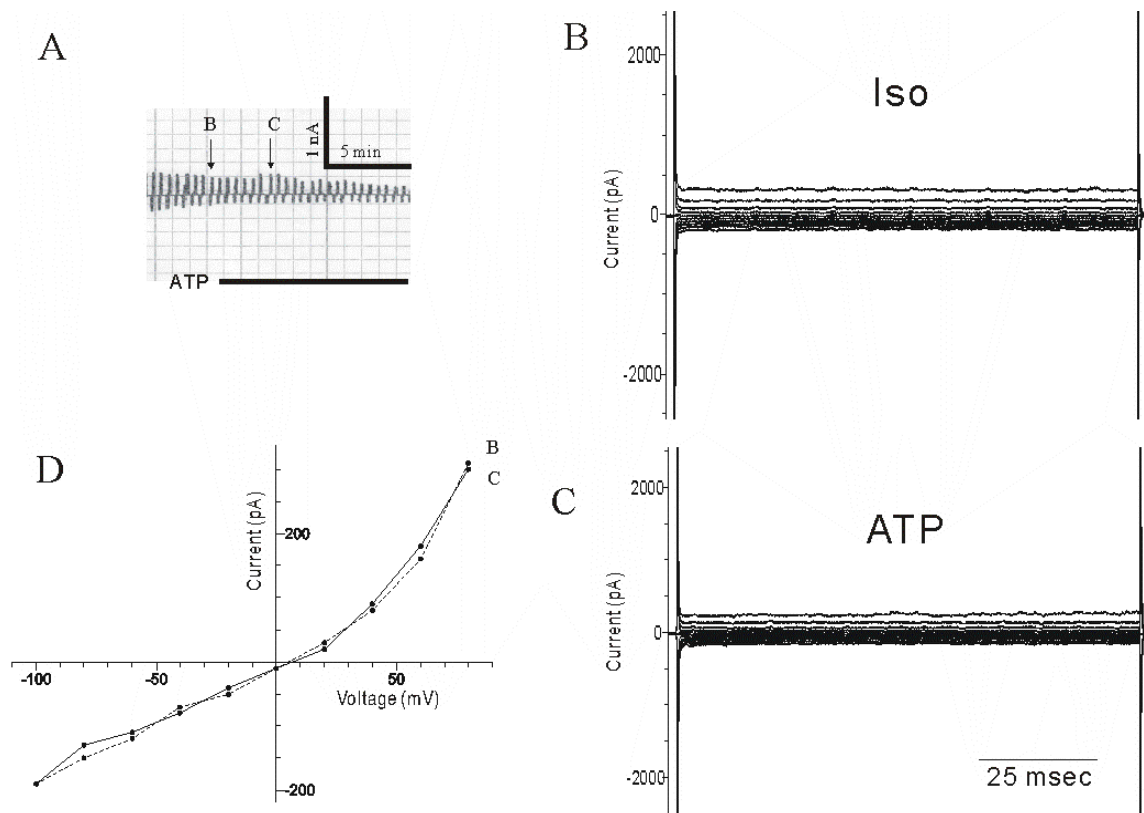 A
B
C
1 nA
5 min
ATP
B
Iso
2000
0
-2000
Current (pA)
C
ATP
2000
0
-2000
Current (pA)
25 msec
D
B
C
Current (pA)
200
-100
-50
50
Voltage (mV)
-200